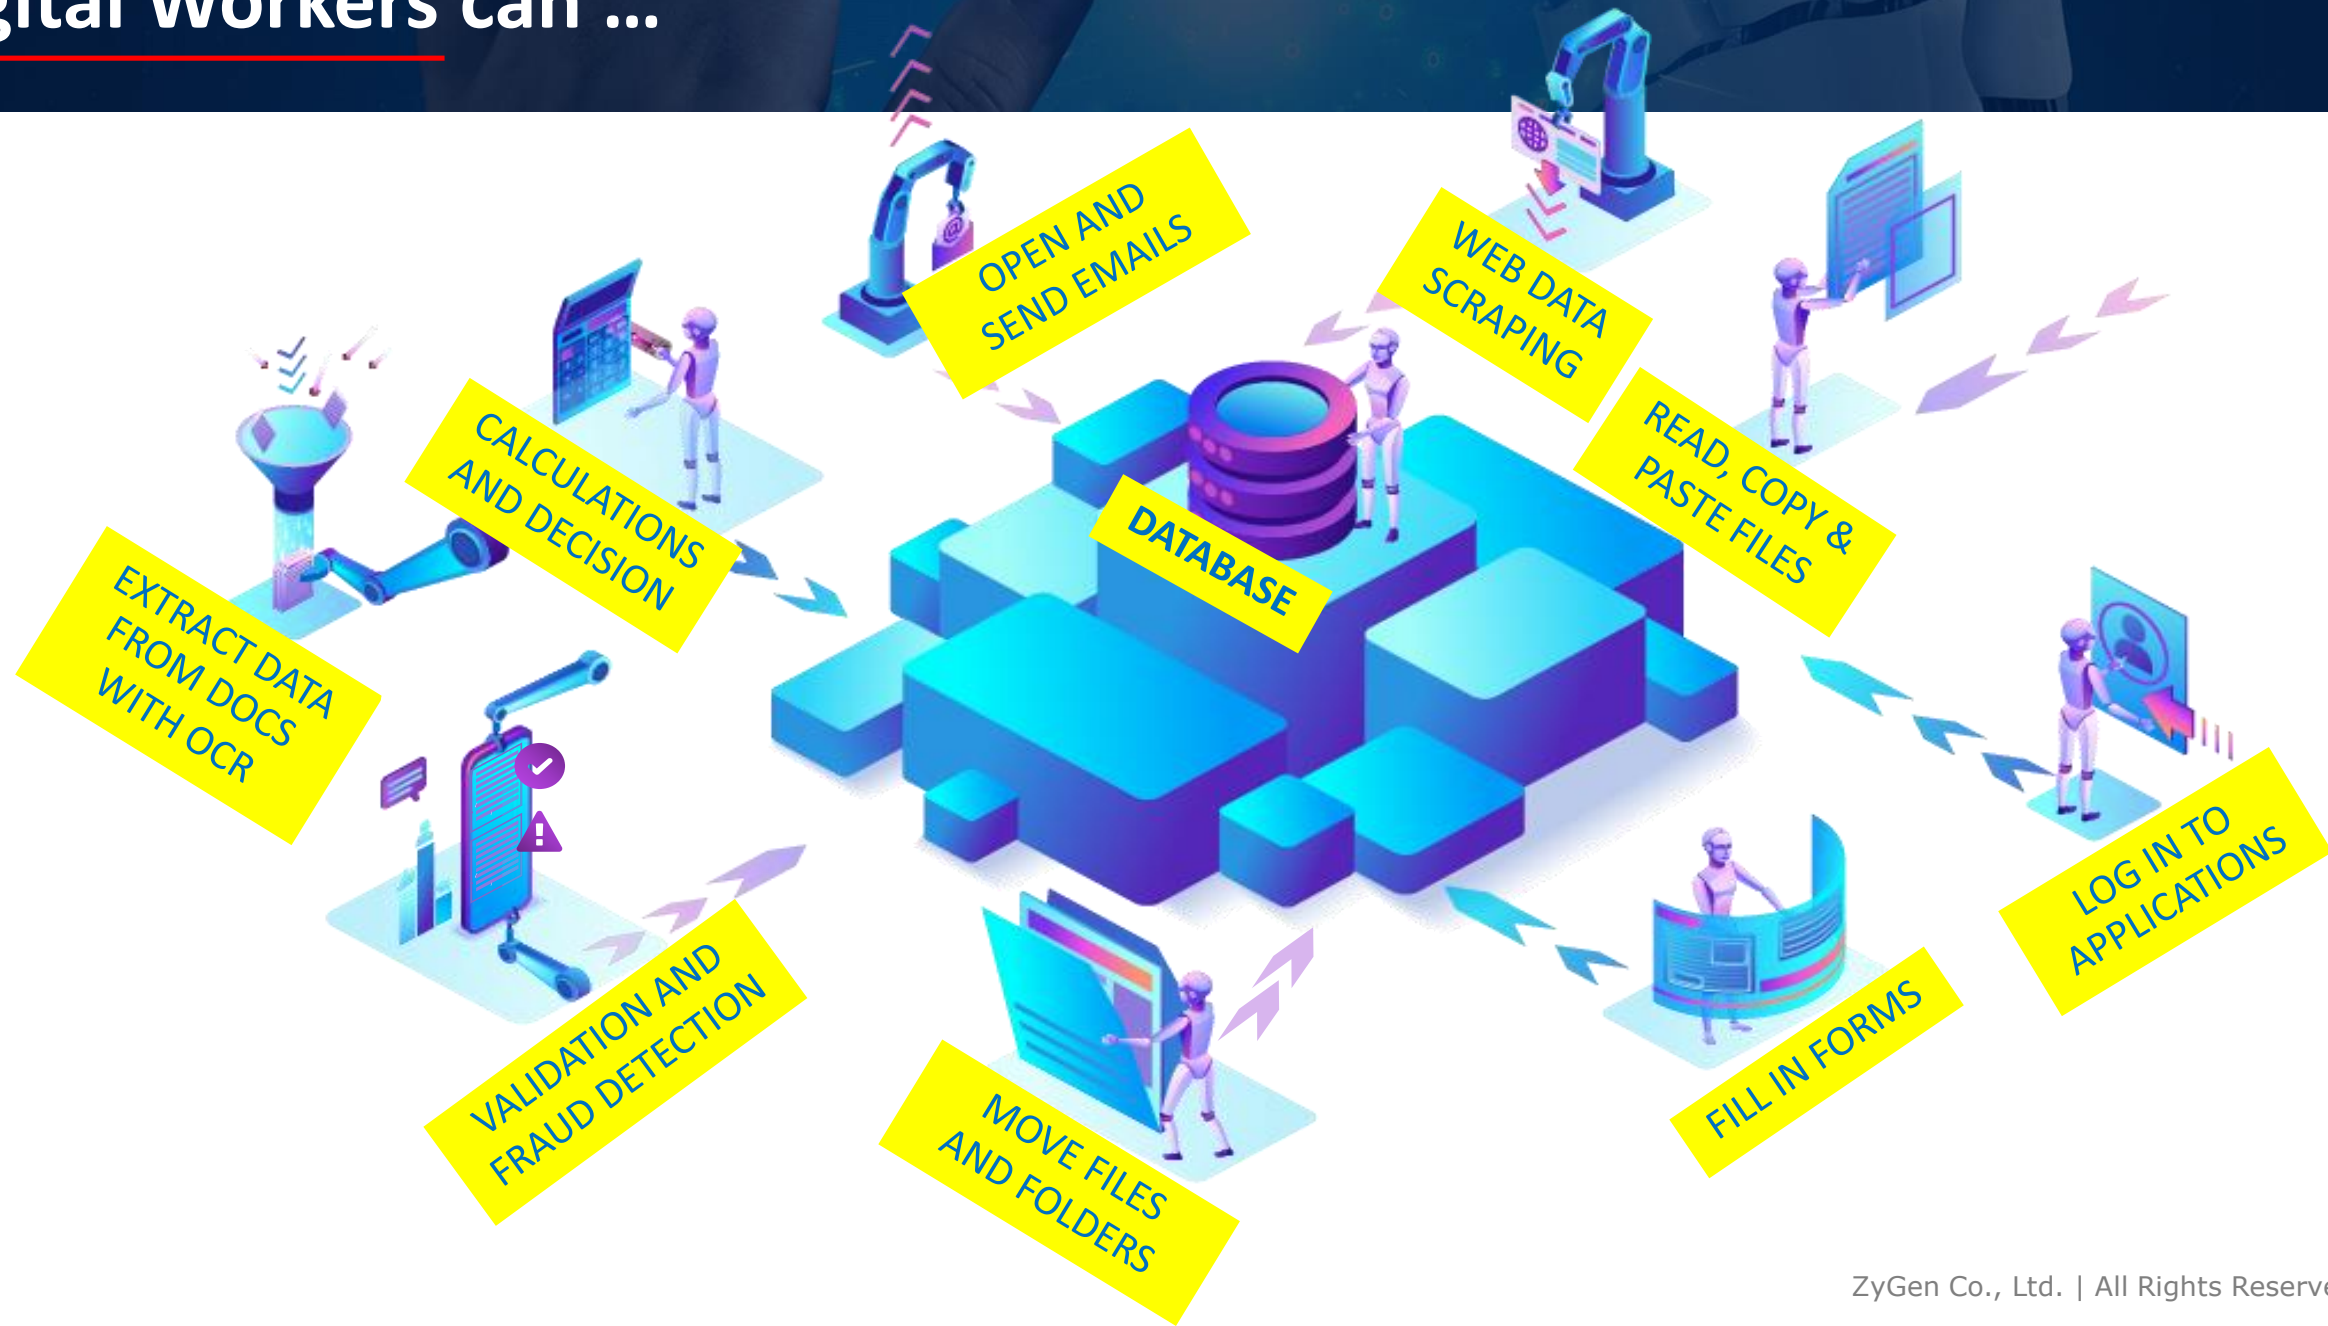 gital Workers can ...
OPEN AND
SEND EMAILS
WEB DATA
SCRAPING
CALCULATIONS
AND DECISION
READ, COPY &
PASTE FILES
DATABASE
EXTRACT DATA
FROM DOCS
WITH OCR
LOG IN TO
APPLICATIONS
VALIDATION AND
FRAUD DETECTION
FILL IN FORMS
MOVE FILES
AND FOLDERS
ZyGen Co., Ltd. | All Rights Reserve